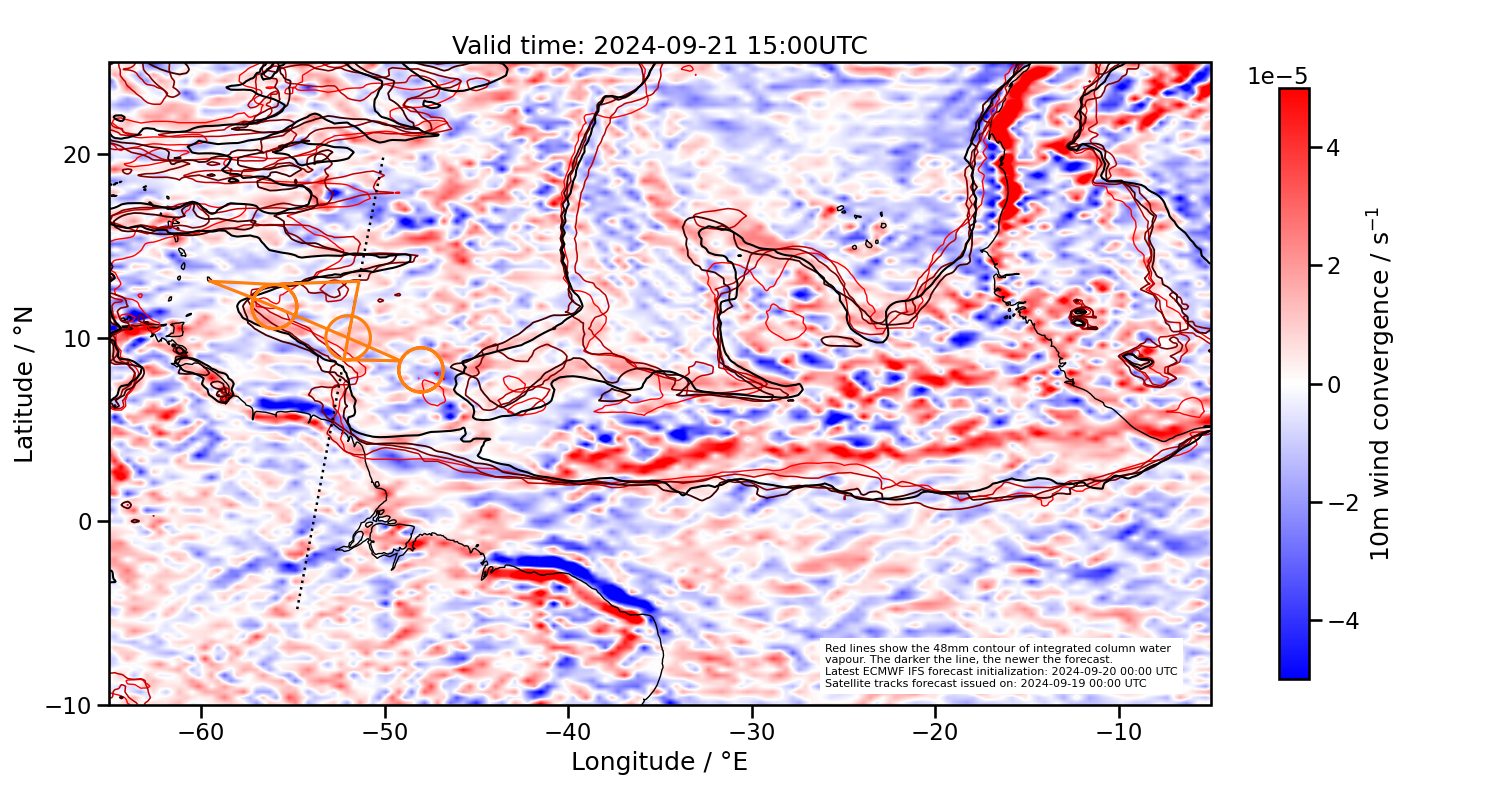 Valid time: 2024-09-21 15:00UTC
1e−5
Latitude / °N
20
10
0
−10
−60
−50
−40
−30
−20
−10
Longitude / °E
4
2
0
−2
−4
10m wind convergence / s⁻¹
Red lines show the 48mm contour of integrated column water
vapour. The darker the line, the newer the forecast.
Latest ECMWF IFS forecast initialization: 2024-09-20 00:00 UTC
Satellite tracks forecast issued on: 2024-09-19 00:00 UTC